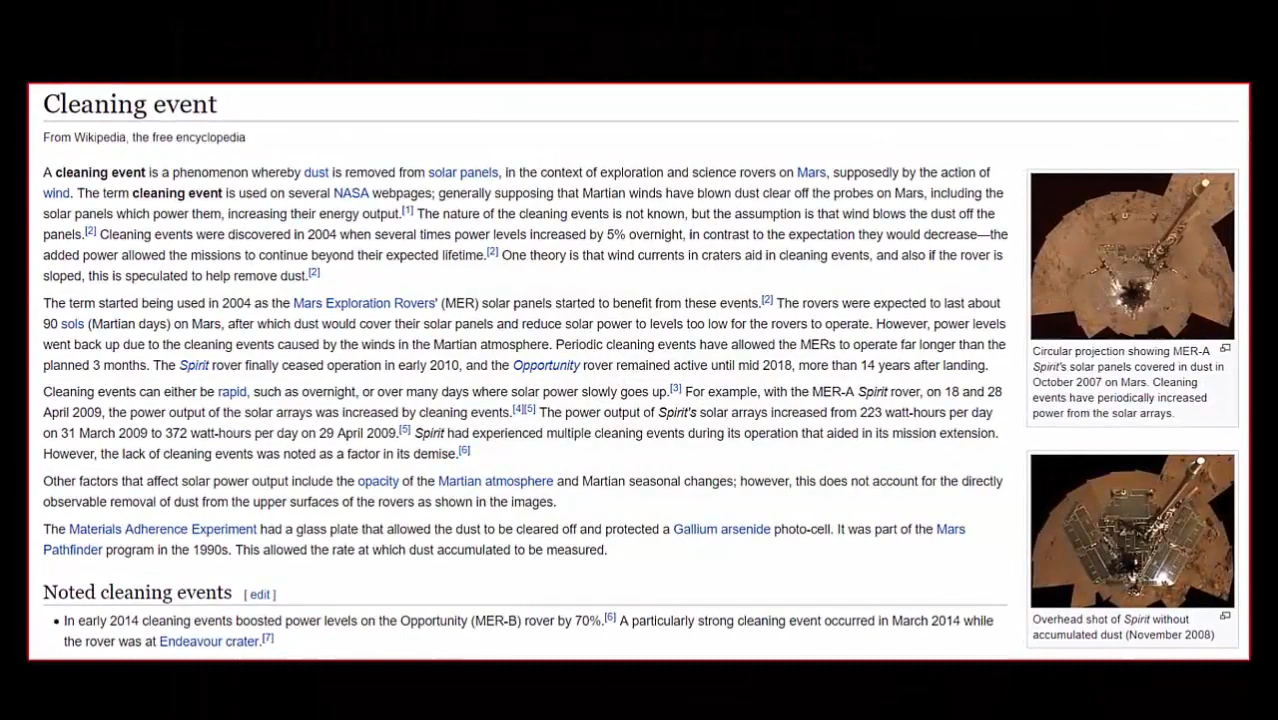 Cleaning event
From Wikipedia, the free encyclopedia
A cleaning event is a phenomenon whereby dust is removed from solar panels, in the context of exploration and science rovers on Mars, supposedly by the action of
wind. The term cleaning event is used on several NASA webpages; generally supposing that Martian winds have blown dust clear off the probes on Mars, including the
solar panels which power them, increasing their energy output.[1] The nature of the cleaning events is not known, but the assumption is that wind blows the dust off the
panels.[2] Cleaning events were discovered in 2004 when several times power levels increased by 5% overnight, in contrast to the expectation they would decrease—the
added power allowed the missions to continue beyond their expected lifetime.[2] One theory is that wind currents in craters aid in cleaning events, and also if the rover is
sloped, this is speculated to help remove dust.[2]
The term started being used in 2004 as the Mars Exploration Rovers' (MER) solar panels started to benefit from these events.[2] The rovers were expected to last about
90 sols (Martian days) on Mars, after which dust would cover their solar panels and reduce solar power to levels too low for the rovers to operate. However, power levels
went back up due to the cleaning events caused by the winds in the Martian atmosphere. Periodic cleaning events have allowed the MERs to operate far longer than the
planned 3 months. The Spirit rover finally ceased operation in early 2010, and the Opportunity rover remained active until mid 2018, more than 14 years after landing.
Cleaning events can either be rapid, such as overnight, or over many days where solar power slowly goes up.[3] For example, with the MER-A Spirit rover, on 18 and 28
April 2009, the power output of the solar arrays was increased by cleaning events.[4][5] The power output of Spirit's solar arrays increased from 223 watt-hours per day
on 31 March 2009 to 372 watt-hours per day on 29 April 2009.[5] Spirit had experienced multiple cleaning events during its operation that aided in its mission extension.
However, the lack of cleaning events was noted as a factor in its demise.[6]
Other factors that affect solar power output include the opacity of the Martian atmosphere and Martian seasonal changes; however, this does not account for the directly
observable removal of dust from the upper surfaces of the rovers as shown in the images.
The Materials Adherence Experiment had a glass plate that allowed the dust to be cleared off and protected a Gallium arsenide photo-cell. It was part of the Mars
Pathfinder program in the 1990s. This allowed the rate at which dust accumulated to be measured.
Noted cleaning events [ edit ]
• In early 2014 cleaning events boosted power levels on the Opportunity (MER-B) rover by 70%.[6] A particularly strong cleaning event occurred in March 2014 while
the rover was at Endeavour crater.[7]
Circular projection showing MER-A
Spirit's solar panels covered in dust in
October 2007 on Mars. Cleaning
events have periodically increased
power from the solar arrays.
Overhead shot of Spirit without
accumulated dust (November 2008)